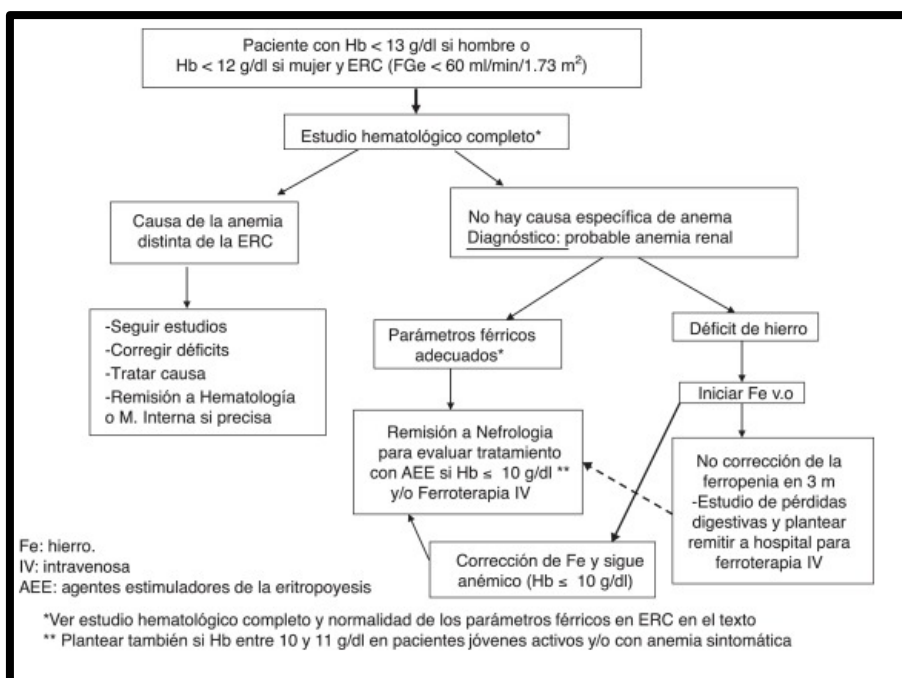 Paciente con Hb < 13 g/dl si hombre o
Hb < 12 g/dl si mujer y ERC (FGe < 60 ml/min/1.73 m²)
Estudio hematológico completo*
Causa de la anemia
distinta de la ERC
No hay causa específica de anema
Diagnóstico: probable anemia renal
-Seguir estudios
-Corregir déficits
-Tratar causa
-Remisión a Hematología
o M. Interna si precisa
Parámetros férricos
adecuados*
Déficit de hierro
Iniciar Fe v.o
Remisión a Nefrologia
para evaluar tratamiento
con AEE si Hb ≤ 10 g/dl **
y/o Ferroterapia IV
No corrección de la
ferropenia en 3 m
-Estudio de pérdidas
digestivas y plantear
remitir a hospital para
ferroterapia IV
Corrección de Fe y sigue
anémico (Hb ≤ 10 g/dl)
Fe: hierro.
IV: intravenosa
AEE: agentes estimuladores de la eritropoyesis
*Ver estudio hematológico completo y normalidad de los parámetros férricos en ERC en el texto
** Plantear también si Hb entre 10 y 11 g/dl en pacientes jóvenes activos y/o con anemia sintomática